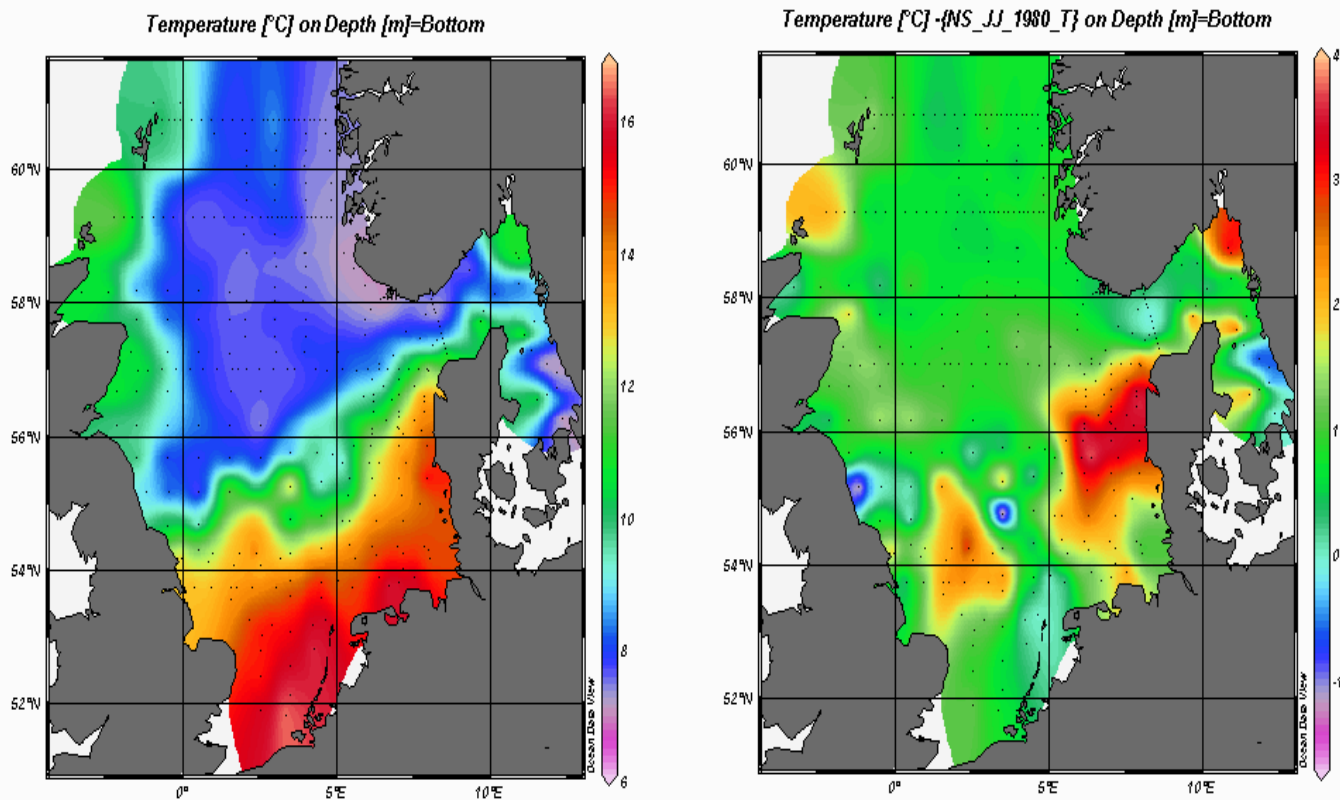 Temperature [°C] on Depth [m]=Bottom
60°N
58°N
56°N
54°N
52°N
0°
5°E
10°E
16
14
12
10
8
6
Ocean Data View
Temperature [°C] -{NS_JJ_1980_T} on Depth [m]=Bottom
60°N
58°N
56°N
54°N
52°N
0°
5°E
10°E
4
3
2
1
0
-1
Ocean Data View